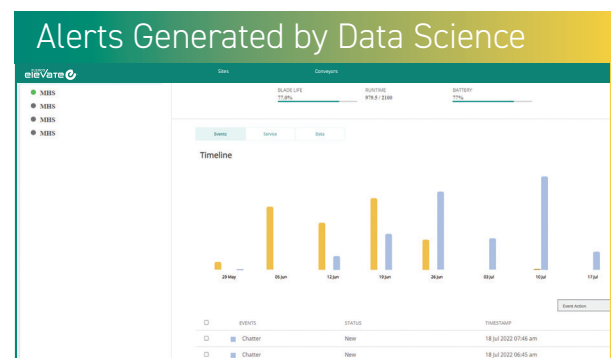 Alerts Generated by Data Science
elevate
Sites Conveyors
MHS
MHS
MHS
MHS
BLADE LIFE RUNTIME BATTERY
77.0% 979.5 / 2100 77%
Events Service Data
Timeline
29 May 06 Jun 12 Jun 19 Jun 26 Jun 03 Jul 10 Jul 17 Jul
Event Action
EVENTS STATUS TIMESTAMP
Chatter New 18 Jul 2022 07:46 am
Chatter New 18 Jul 2022 06:45 am